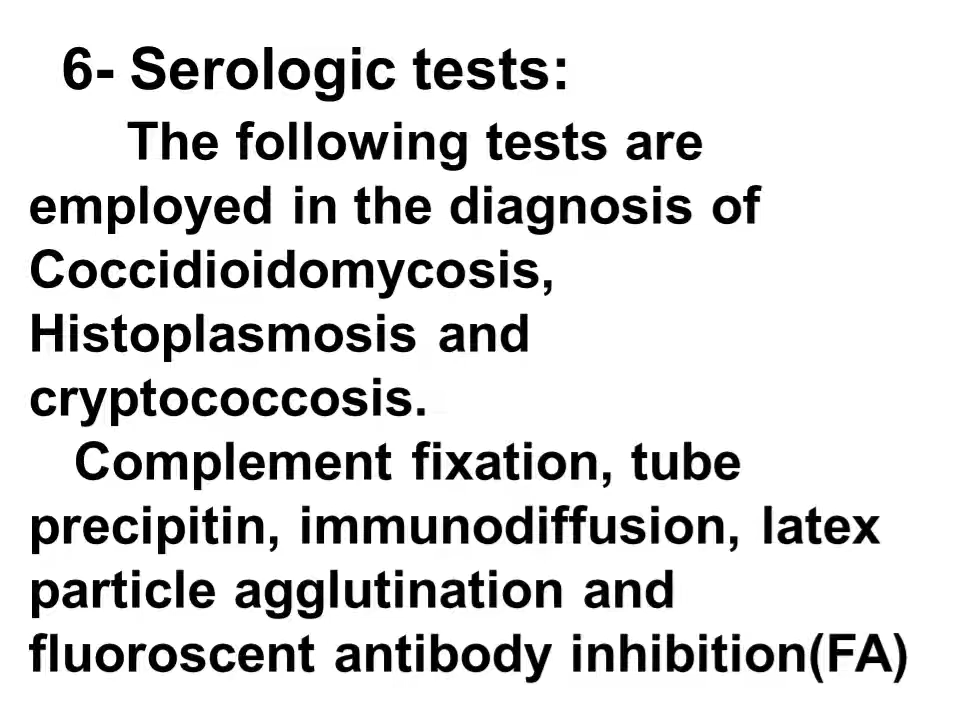 6- Serologic tests:
The following tests are
employed in the diagnosis of
Coccidioidomycosis,
Histoplasmosis and
cryptococcosis.
Complement fixation, tube
precipitin, immunodiffusion, latex
particle agglutination and
fluoroscent antibody inhibition(FA)